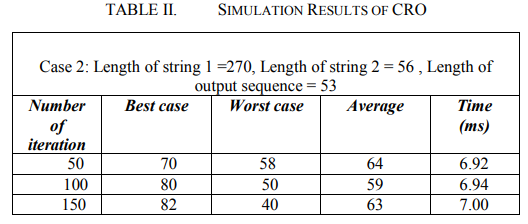 TABLE II. SIMULATION RESULTS OF CRO
Case 2: Length of string 1 =270, Length of string 2 = 56 , Length of
output sequence = 53
Number of iteration Best case Worst case Average Time (ms)
50 70 58 64 6.92
100 80 50 59 6.94
150 82 40 63 7.00